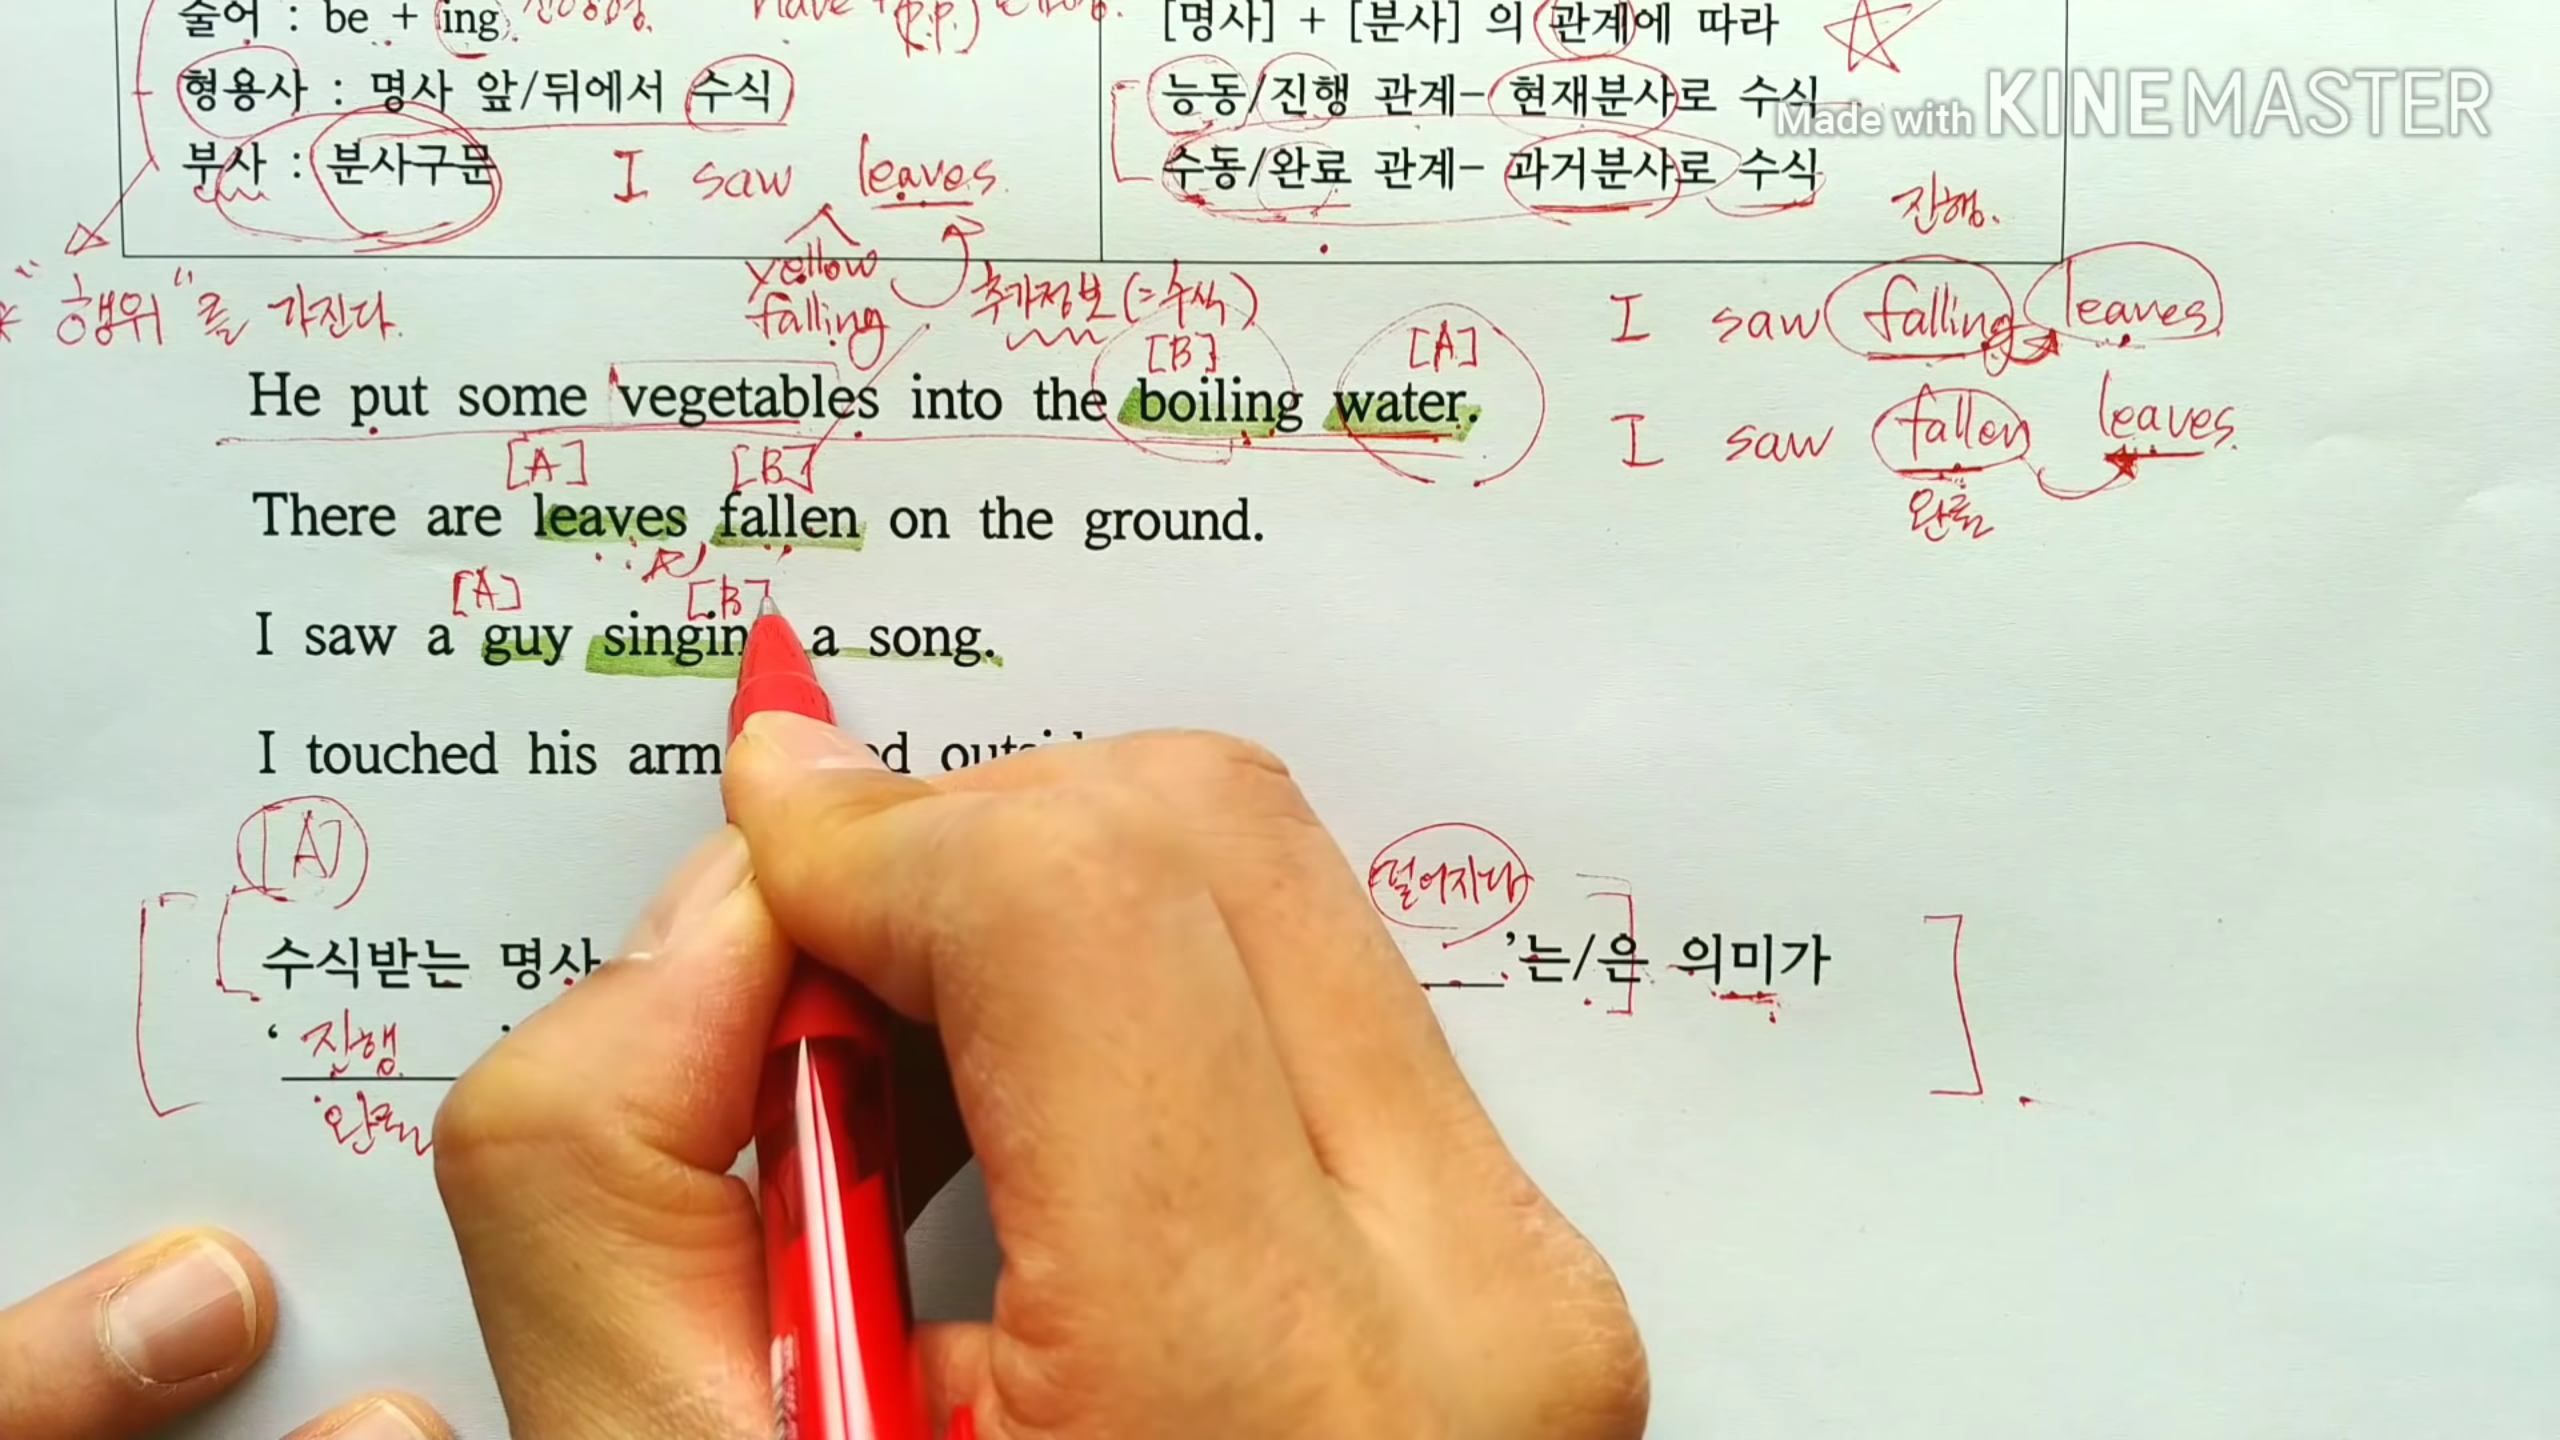 술어 : be + ing 진행형. have + (p.p.)
형용사 : 명사 앞/뒤에서 수식
부사 : 분사구문
I saw leaves.
yellow
falling
추가정보 (=수식)
"행위"를 가진다.
[명사] + [분사] 의 관계에 따라
능동/진행 관계- 현재분사로 수식
수동/완료 관계- 과거분사로 수식
Made with KINEMASTER
진행.
I saw falling leaves.
I saw fallen leaves.
완료
[B] [A]
He put some vegetables into the boiling water.
[A] [B]
There are leaves fallen on the ground.
[A] [B]
I saw a guy singin a song.
I touched his arm
[A]
떨어지다
수식받는 명사 '는/은 의미가
' 진행
완료